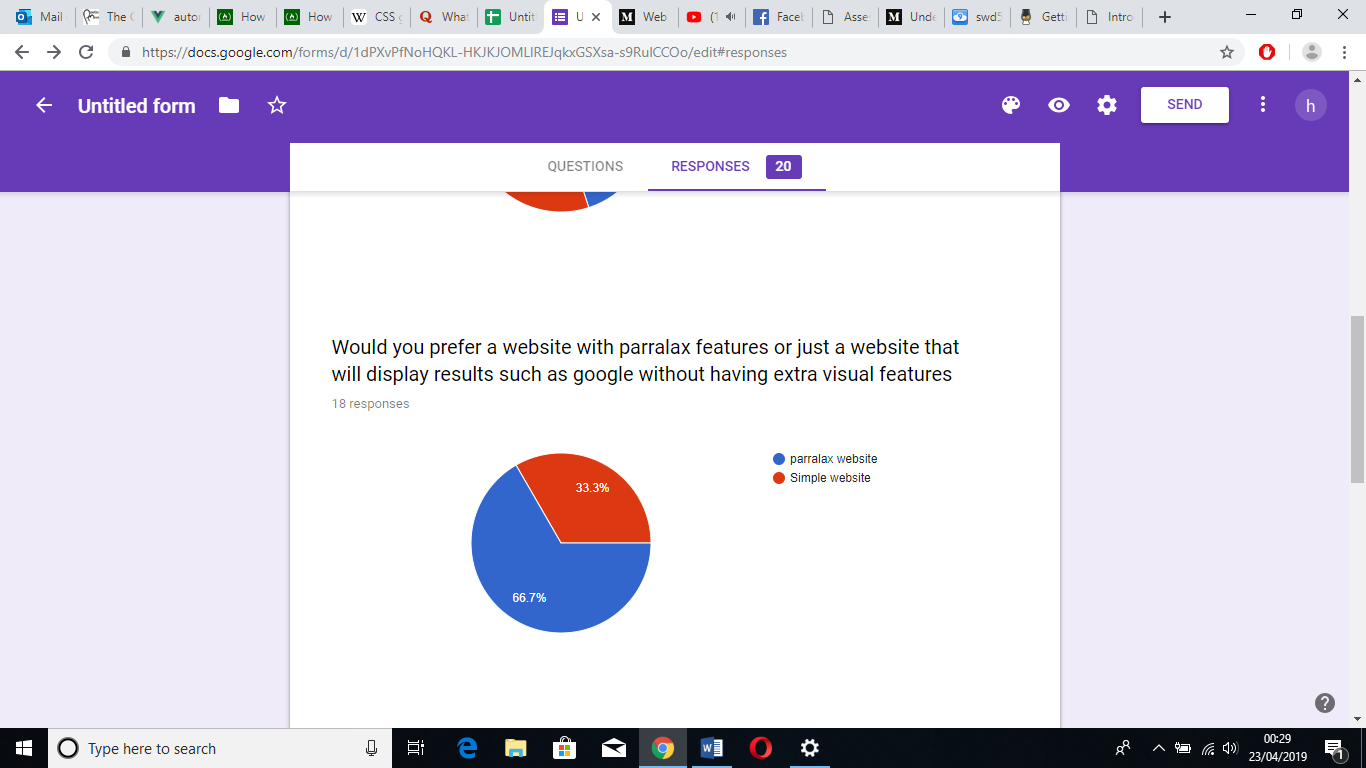 Mail
The C
autor
How
How
CSS
What
Untit
U
Web
(1
Faceb
Asse
Unde
swd5
Getti
Intro
https://docs.google.com/forms/d/1dPXvPfNoHQKL-HKJKJOMLIREJqkxGSXsa-s9RulCCOo/edit#responses
Untitled form
SEND
h
QUESTIONS
RESPONSES 20
Would you prefer a website with parralax features or just a website that
will display results such as google without having extra visual features
18 responses
parralax website
Simple website
33.3%
66.7%
Type here to search
00:29
23/04/2019
1